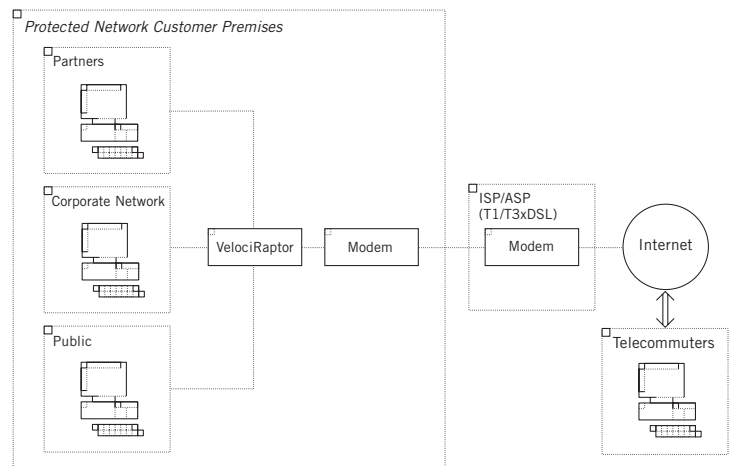 Protected Network Customer Premises
Partners
Corporate Network
VelociRaptor
Modem
Public
ISP/ASP
(T1/T3xDSL)
Modem
Internet
Telecommuters